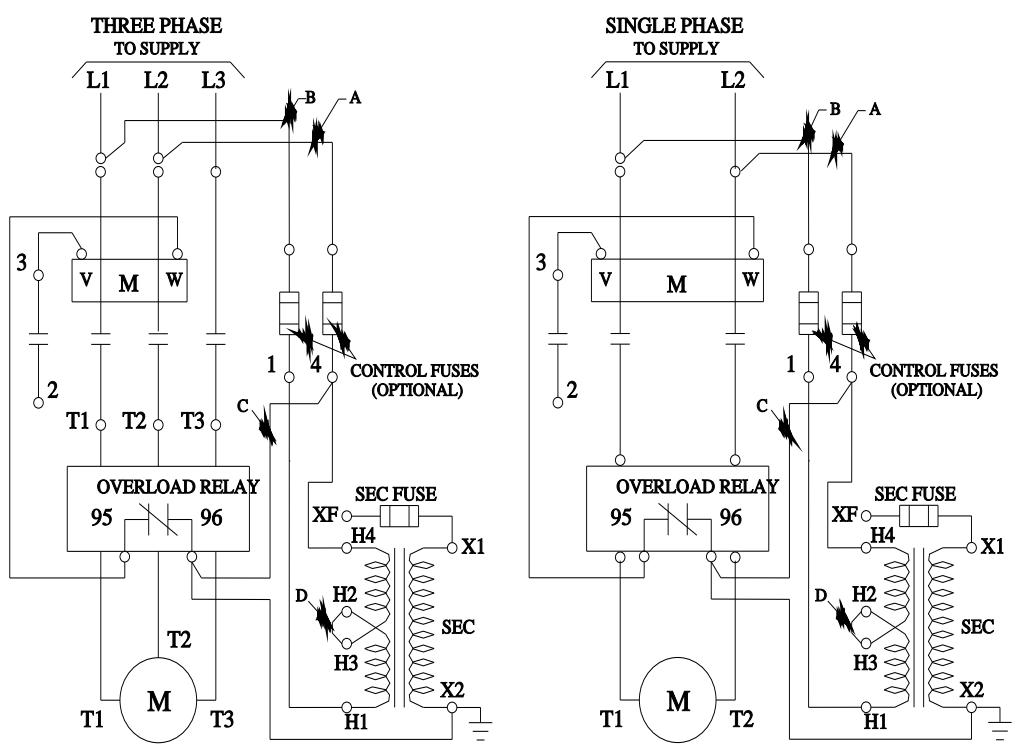 THREE PHASE
TO SUPPLY
L1 L2 L3
B A
3
V M W
2
1 4
CONTROL FUSES
(OPTIONAL)
T1 T2 T3
C
OVERLOAD RELAY
95 96
SEC FUSE
XF
H4 X1
D H2
SEC
H3
T2
X2
T1 M T3
H1
SINGLE PHASE
TO SUPPLY
L1 L2
B A
3
V M W
2
1 4
CONTROL FUSES
(OPTIONAL)
C
OVERLOAD RELAY
95 96
SEC FUSE
XF
H4 X1
D H2
SEC
H3
X2
T1 M T2
H1